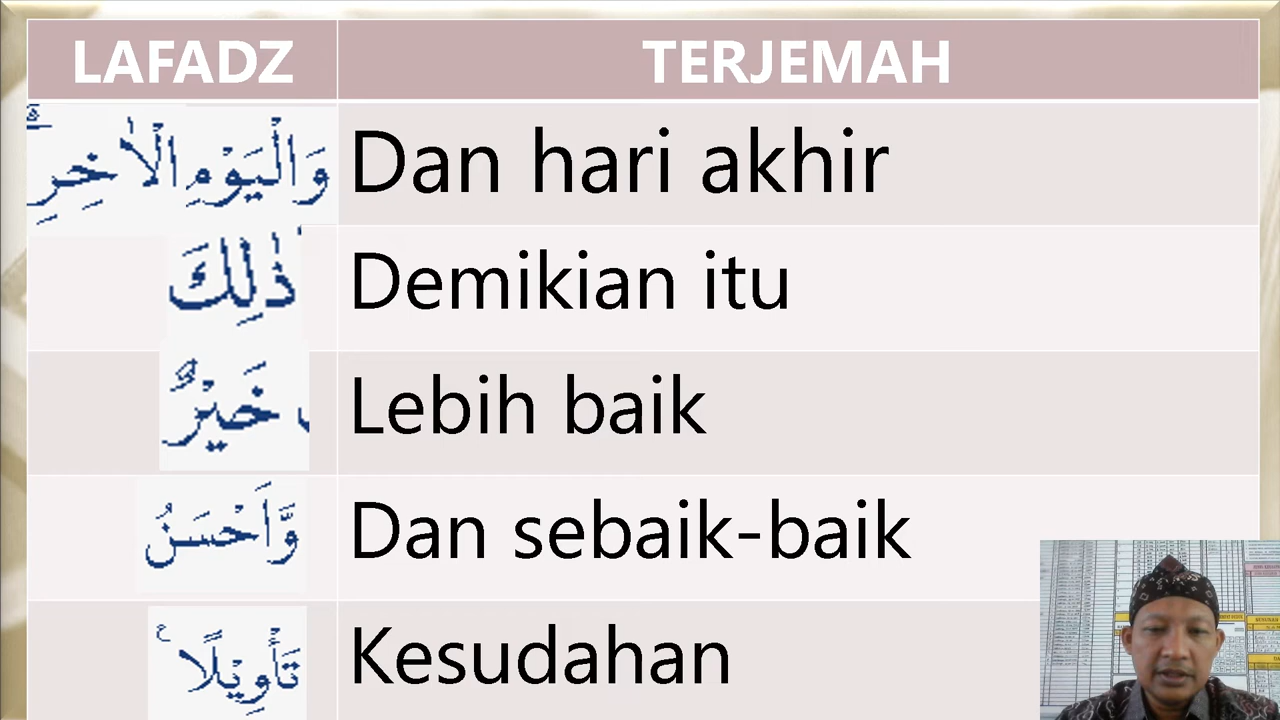 LAFADZ TERJEMAH
وَالْيَوْمِ الْاٰخِرِۗ Dan hari akhir
ذٰلِكَ Demikian itu
خَيْرٌ Lebih baik
وَّاَحْسَنُ Dan sebaik-baik
تَأْوِيْلًا ࣖ Kesudahan